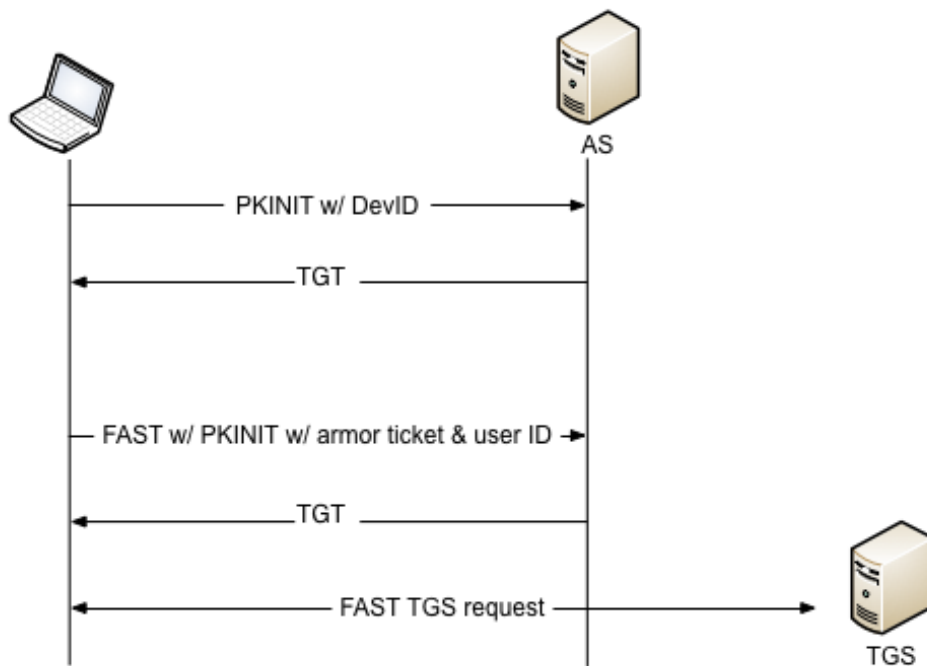 AS
PKINIT w/ DevID
TGT
FAST w/ PKINIT w/ armor ticket & user ID
TGT
FAST TGS request
TGS